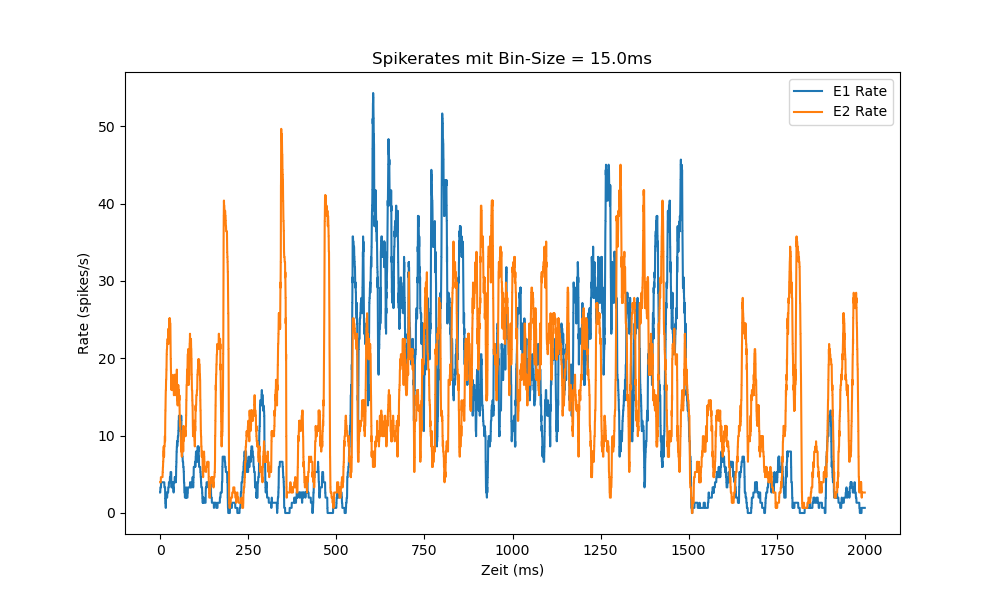 Spikerates mit Bin-Size = 15.0ms
E1 Rate
E2 Rate
Rate (spikes/s)
50
40
30
20
10
0
0 250 500 750 1000 1250 1500 1750 2000
Zeit (ms)